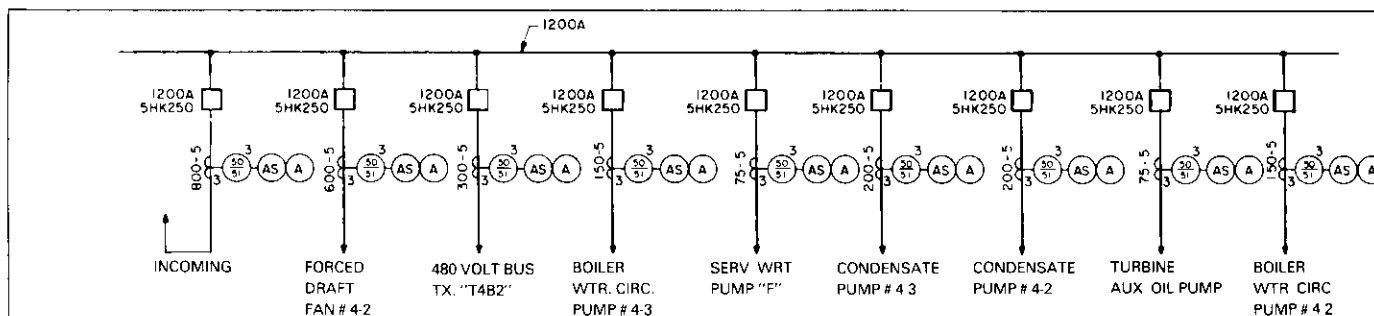 1200A
1200A
5HK250
1200A
5HK250
1200A
5HK250
1200A
5HK250
1200A
5HK250
1200A
5HK250
1200A
5HK250
1200A
5HK250
1200A
5HK250
800-5
3
50
51
3
AS
A
600-5
3
50
51
3
AS
A
300-5
3
50
51
3
AS
A
150-5
3
50
51
3
AS
A
75-5
3
50
51
3
AS
A
200-5
3
50
51
3
AS
A
200-5
3
50
51
3
AS
A
75-5
3
50
51
3
AS
A
150-5
3
50
51
3
AS
A
INCOMING
FORCED
DRAFT
FAN # 4-2
480 VOLT BUS
TX. "T4B2"
BOILER
WTR. CIRC.
PUMP # 4-3
SERV WRT
PUMP "F"
CONDENSATE
PUMP # 4 3
CONDENSATE
PUMP # 4-2
TURBINE
AUX OIL PUMP
BOILER
WTR CIRC
PUMP # 4 2